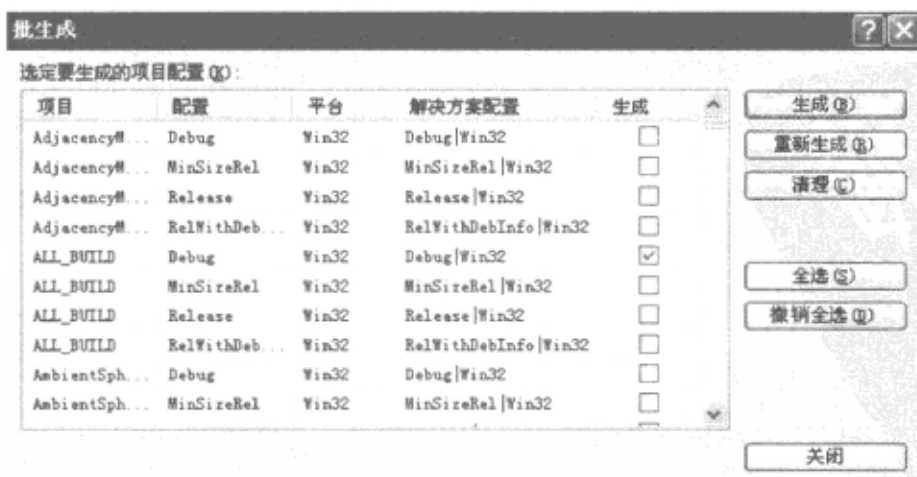 批生成
选定要生成的项目配置(K):
项目 配置 平台 解决方案配置 生成
AdjacencyM... Debug Win32 Debug|Win32
AdjacencyM... MinSizeRel Win32 MinSizeRel|Win32
AdjacencyM... Release Win32 Release|Win32
AdjacencyM... RelWithDeb... Win32 RelWithDebInfo|Win32
ALL_BUILD Debug Win32 Debug|Win32
ALL_BUILD MinSizeRel Win32 MinSizeRel|Win32
ALL_BUILD Release Win32 Release|Win32
ALL_BUILD RelWithDeb... Win32 RelWithDebInfo|Win32
AmbientSph... Debug Win32 Debug|Win32
AmbientSph... MinSizeRel Win32 MinSizeRel|Win32
生成(B)
重新生成(R)
清理(C)
全选(S)
撤销全选(D)
关闭